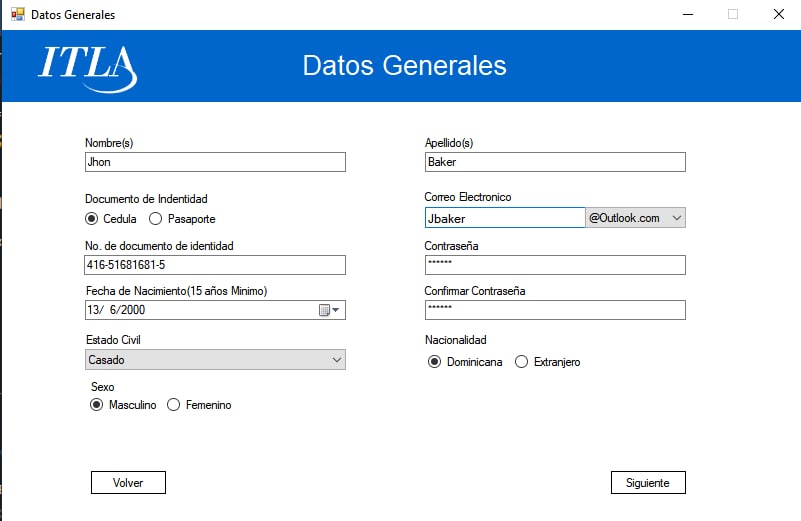 Datos Generales
ITLA
Datos Generales
Nombre(s)
Jhon
Apellido(s)
Baker
Documento de Indentidad
Cedula
Pasaporte
Correo Electronico
Jbaker
@Outlook.com
No. de documento de identidad
416-51681681-5
Contraseña
******
Fecha de Nacimiento(15 años Minimo)
13/ 6/2000
Confirmar Contraseña
******
Estado Civil
Casado
Nacionalidad
Dominicana
Extranjero
Sexo
Masculino
Femenino
Volver
Siguiente